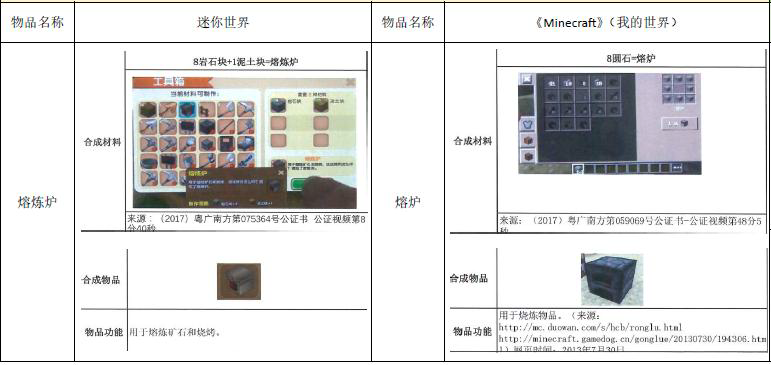 物品名称
迷你世界
物品名称
《Minecraft》（我的世界）
熔炼炉
8岩石块+1泥土块=熔炼炉
合成材料
工具箱
当前材料可制作：
熔炼炉
来源：（2017）粤广南方第075364号公证书 公证视频第8
分40秒
合成物品
物品功能
用于熔炼矿石和烧烤。
熔炉
8圆石=熔炉
合成材料
来源：（2017）粤广南方第059069号公证书-公证视频第48分5
秒
合成物品
物品功能
用于烧炼物品。（来源：
http://mc.duowan.com/s/hcb/ronglu.html
http://minecraft.gamedog.cn/gonglue/20130730/194306.htm
l）网页时间：2013年7月30日